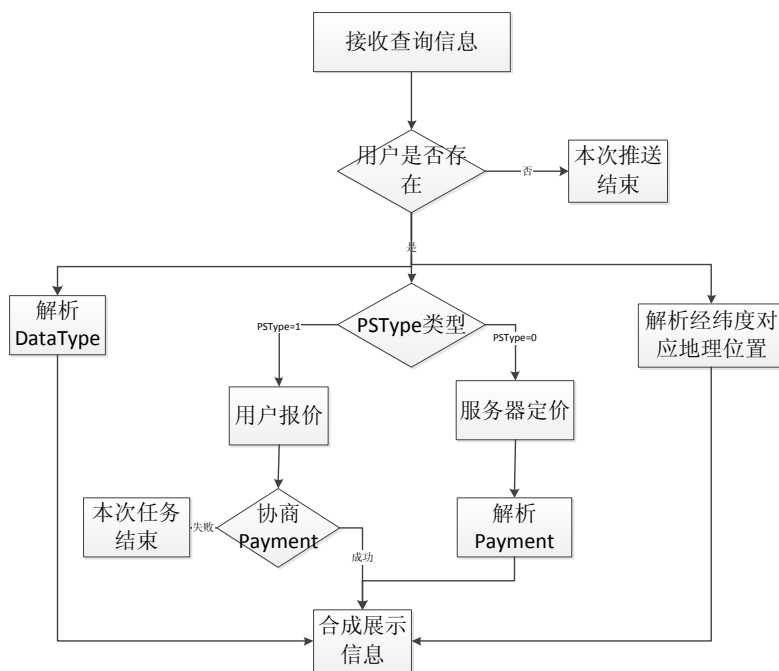 接收查询信息
用户是否存
在
否
本次推送
结束
是
解析
DataType
PSType类型
PSType=1
PSType=0
解析经纬度对
应地理位置
用户报价
服务器定价
本次任务
结束
失败
协商
Payment
成功
解析
Payment
合成展示
信息